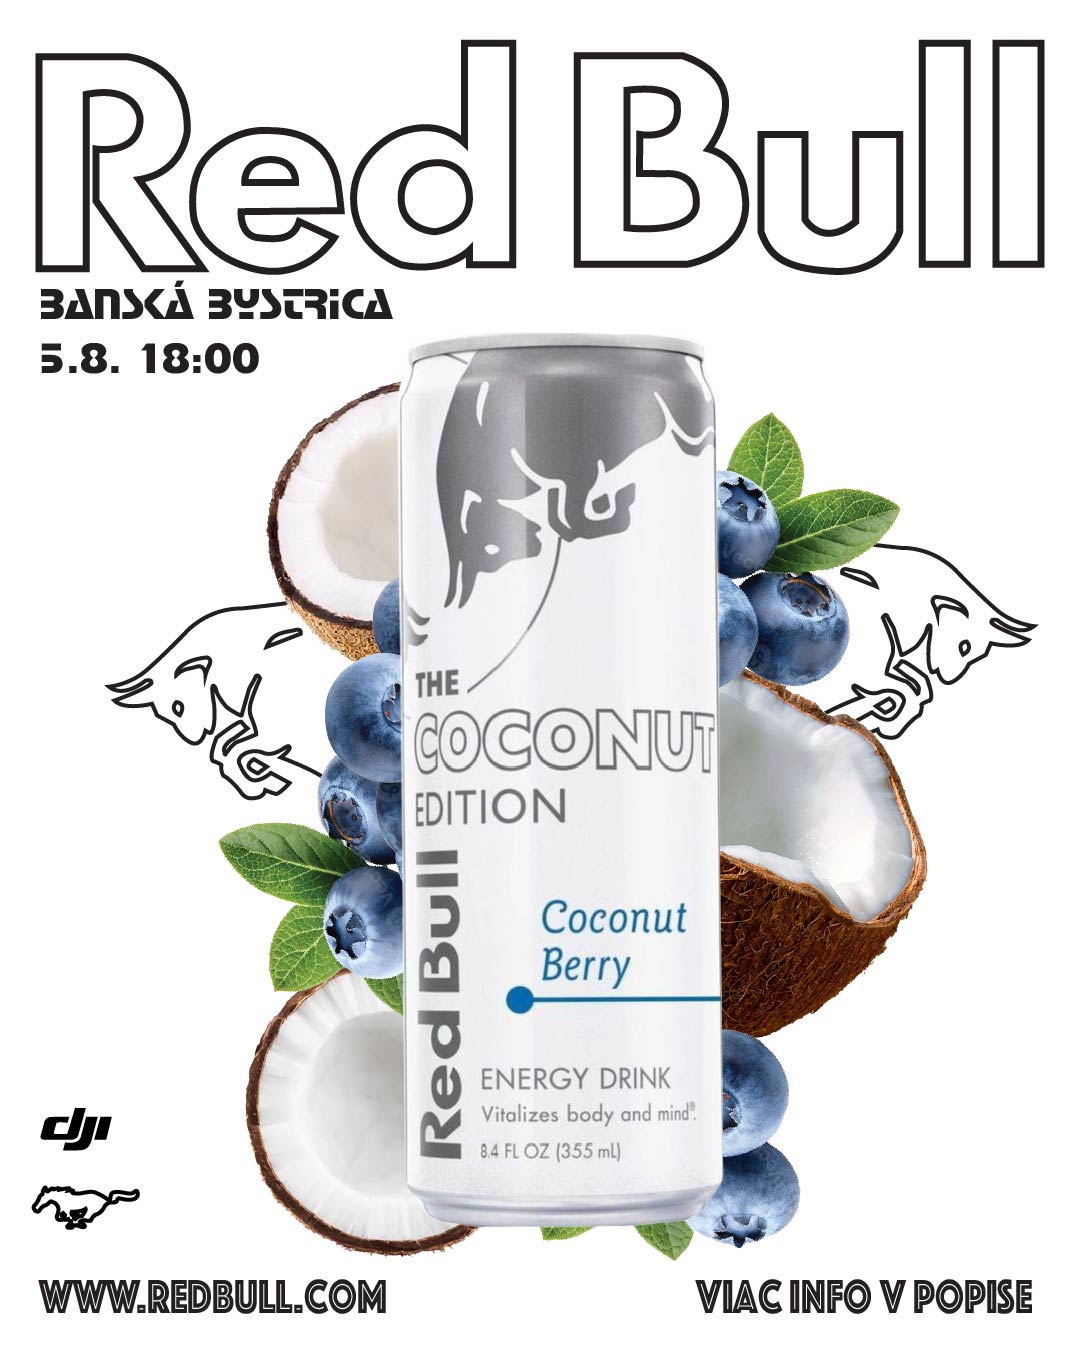 Red Bull
BANSKÁ BYSTRICA
5.8. 18:00
THE
COCONUT
EDITION
Red Bull
Coconut
Berry
ENERGY DRINK
Vitalizes body and mind®.
8.4 FL OZ (355 mL)
dji
WWW.REDBULL.COM
VIAC INFO V POPISE